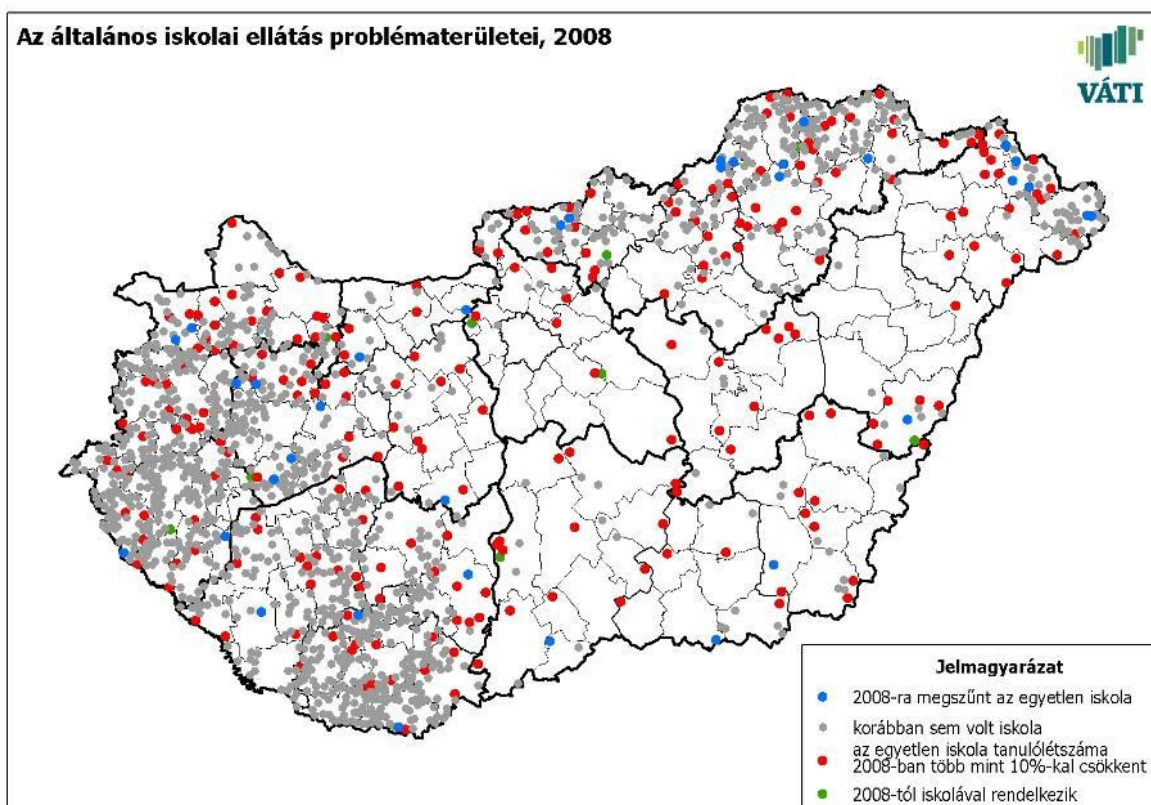 Az általános iskolai ellátás problématerületei, 2008
VÁTI
Jelmagyarázat
2008-ra megszűnt az egyetlen iskola
korábban sem volt iskola
az egyetlen iskola tanulólétszáma
2008-ban több mint 10%-kal csökkent
2008-tól iskolával rendelkezik